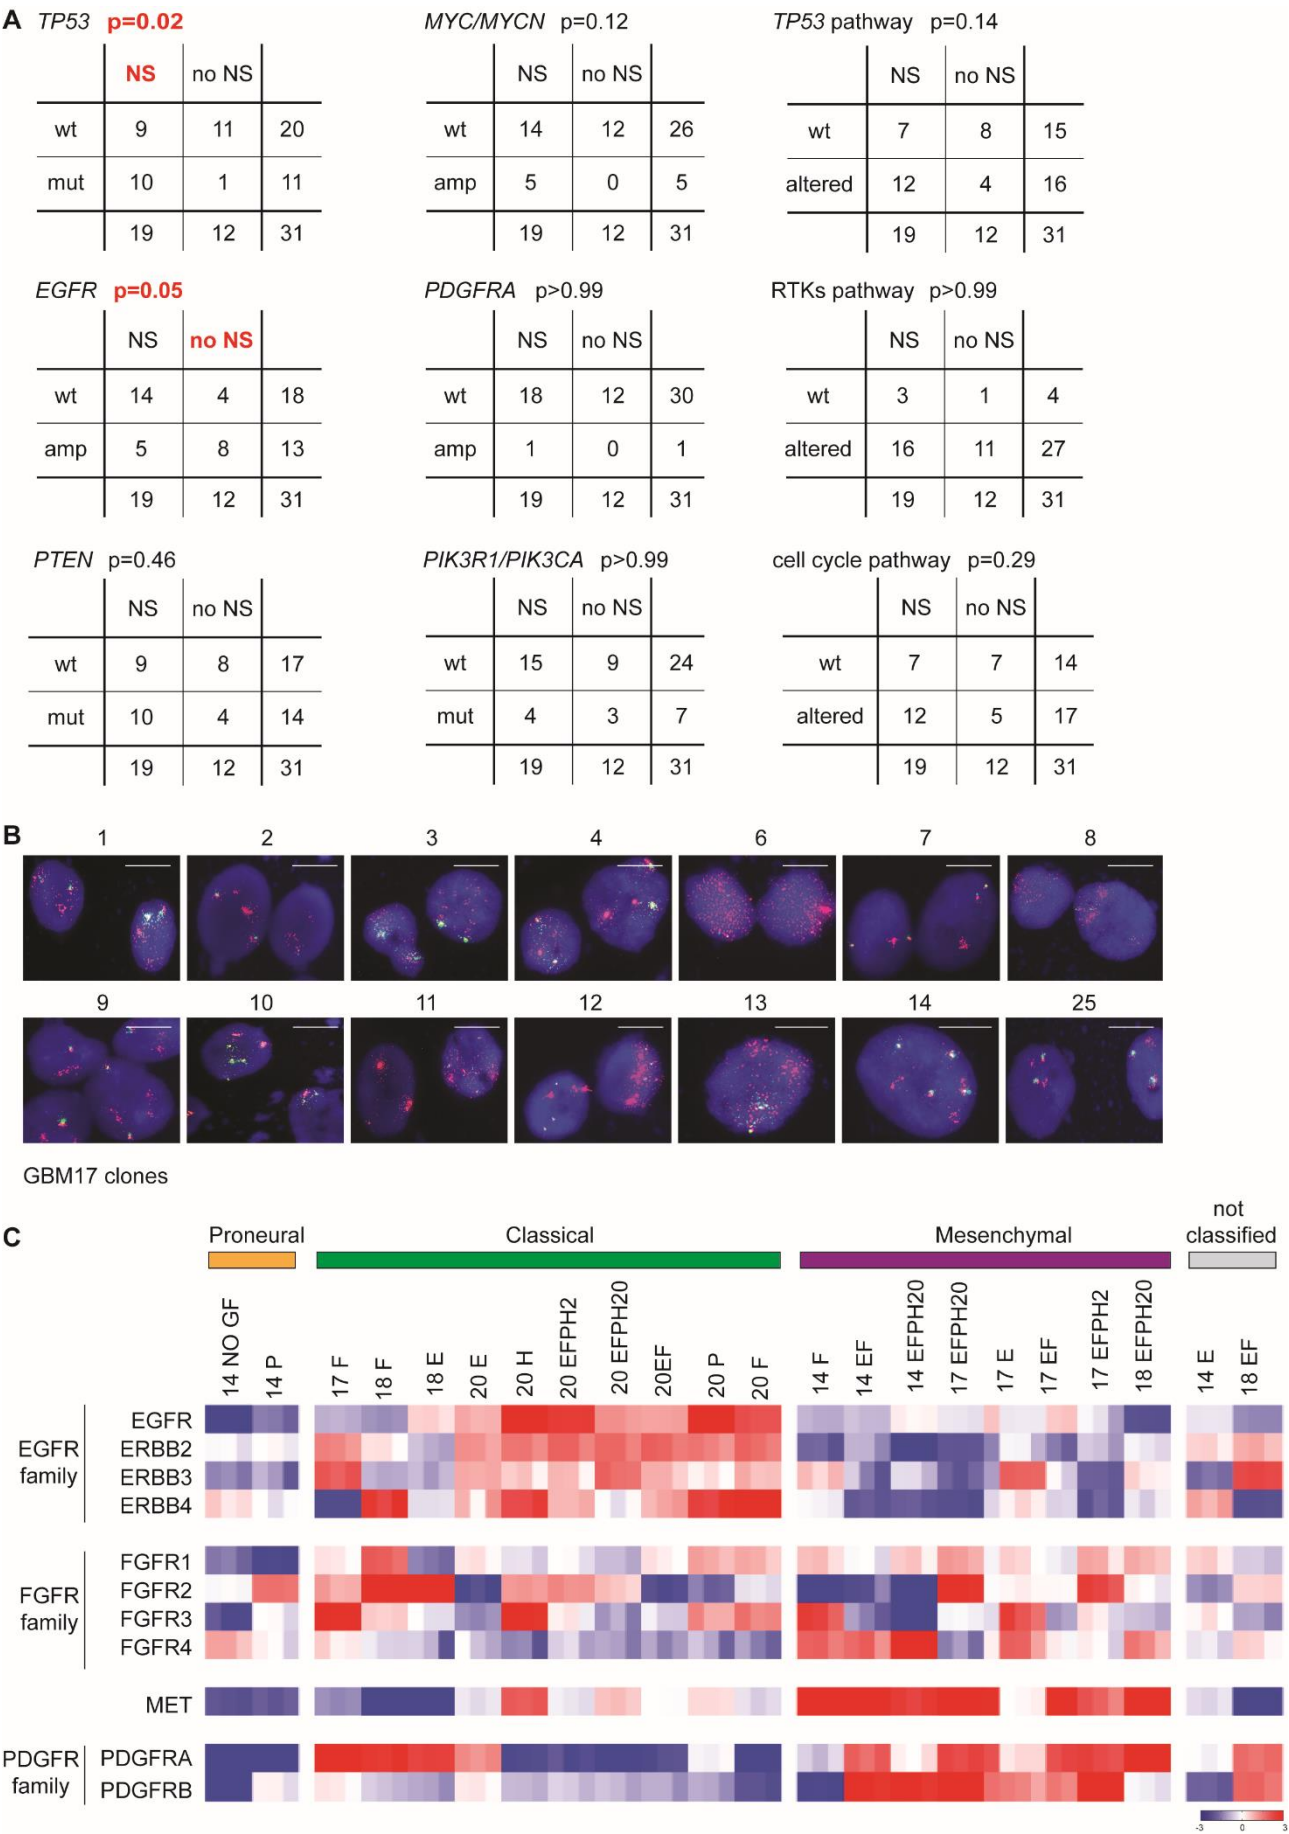 A TP53 p=0.02 MYC/MYCN p=0.12 TP53 pathway p=0.14
NS no NS NS no NS NS no NS
wt 9 11 20 wt 14 12 26 wt 7 8 15
mut 10 1 11 amp 5 0 5 altered 12 4 16
19 12 31 19 12 31 19 12 31
EGFR p=0.05 PDGFRA p>0.99 RTKs pathway p>0.99
NS no NS NS no NS NS no NS
wt 14 4 18 wt 18 12 30 wt 3 1 4
amp 5 8 13 amp 1 0 1 altered 16 11 27
19 12 31 19 12 31 19 12 31
PTEN p=0.46 PIK3R1/PIK3CA p>0.99 cell cycle pathway p=0.29
NS no NS NS no NS NS no NS
wt 9 8 17 wt 15 9 24 wt 7 7 14
mut 10 4 14 mut 4 3 7 altered 12 5 17
19 12 31 19 12 31 19 12 31
B
1 2 3 4 6 7 8
9 10 11 12 13 14 25
GBM17 clones
C Proneural Classical Mesenchymal not
classified
14 NO GF
14 P
17 F
18 F
18 E
20 E
20 H
20 EFPH2
20 EFPH20
20EF
20 P
20 F
14 F
14 EF
14 EFPH20
17 EFPH20
17 E
17 EF
17 EFPH2
18 EFPH20
14 E
18 EF
EGFR
family
EGFR
ERBB2
ERBB3
ERBB4
FGFR
family
FGFR1
FGFR2
FGFR3
FGFR4
MET
PDGFR
family
PDGFRA
PDGFRB
-3 0 3